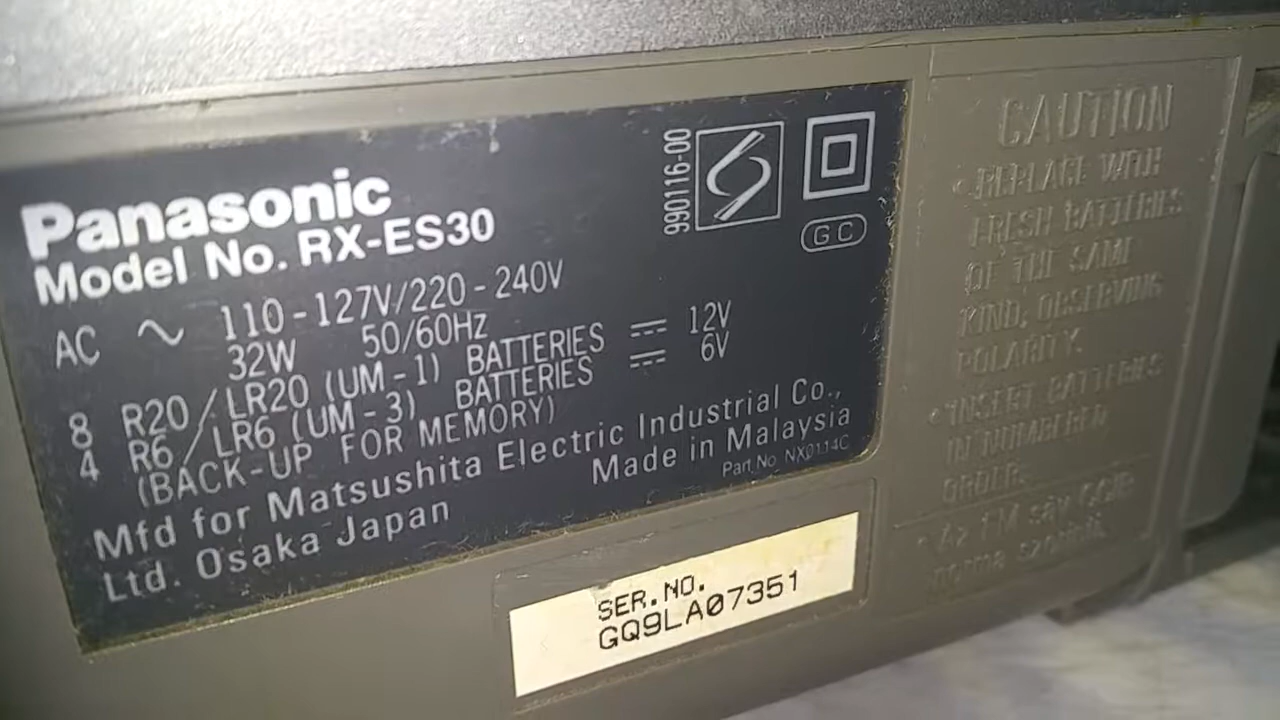 Panasonic
Model No. RX-ES30
990116-00
GC
AC ~ 110-127V/220-240V
32W 50/60Hz
8 R20/LR20 (UM-1) BATTERIES ⎓ 12V
4 R6/LR6 (UM-3) BATTERIES ⎓ 6V
(BACK-UP FOR MEMORY)
Mfd for Matsushita Electric Industrial Co.,
Ltd. Osaka Japan
Made in Malaysia
Part No NX0114C
SER.NO.
GQ9LA07351
CAUTION
• REPLACE WITH
FRESH BATTERIES
OF THE SAME
KIND, OBSERVING
POLARITY
• INSERT BATTERIES
IN NUMBERED
ORDER.